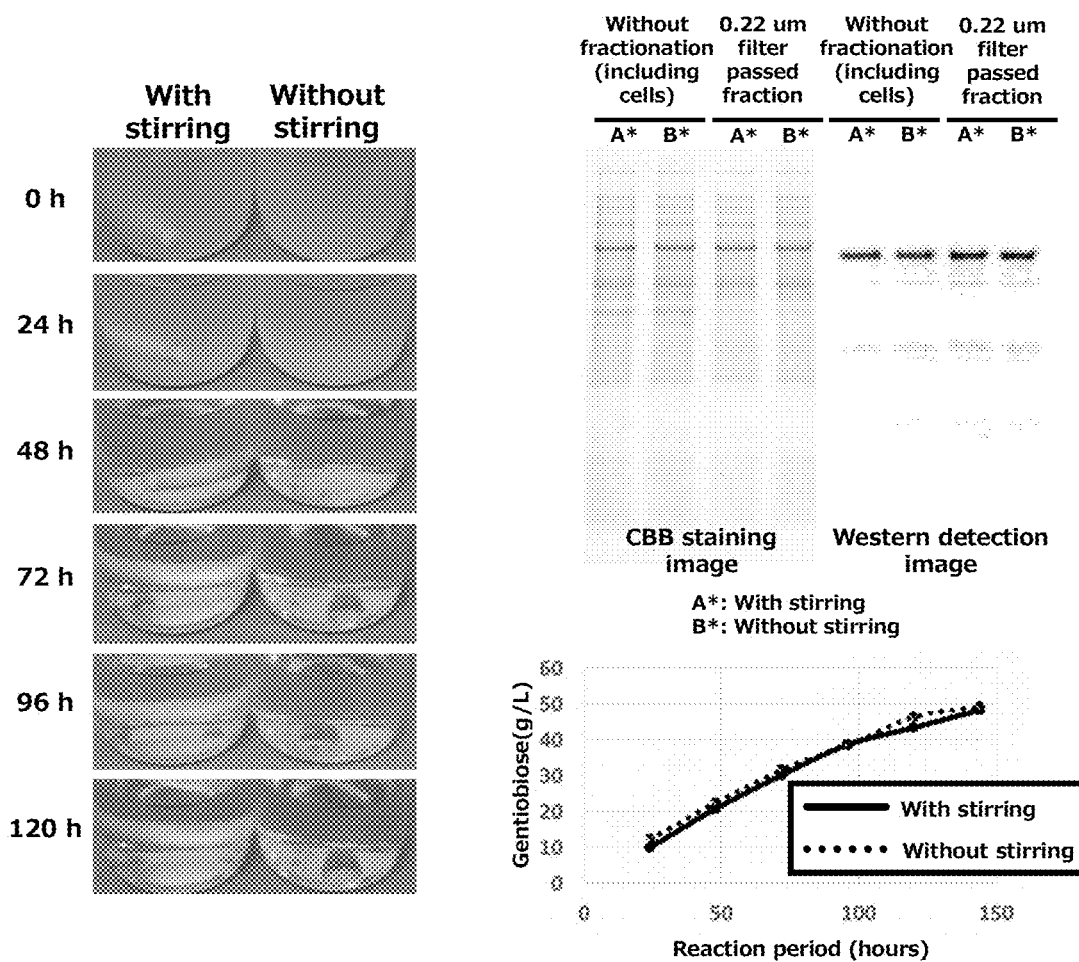 With
stirring
Without
stirring
0 h
24 h
48 h
72 h
96 h
120 h
Without
fractionation
(including
cells)
0.22 um
filter
passed
fraction
Without
fractionation
(including
cells)
0.22 um
filter
passed
fraction
A* B* A* B* A* B* A* B*
CBB staining
image
Western detection
image
A*: With stirring
B*: Without stirring
Gentiobiose(g/L)
60
50
40
30
20
10
0
0 50 100 150
With stirring
Without stirring
Reaction period (hours)